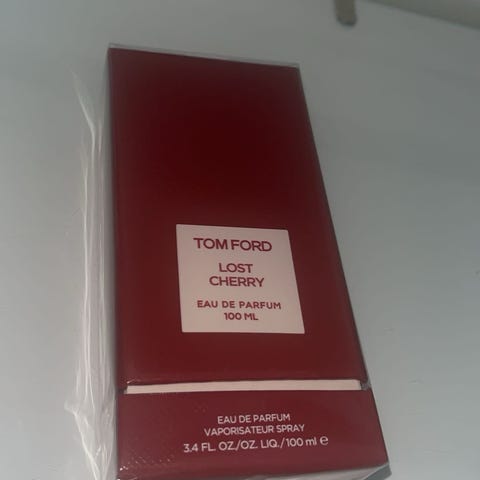 TOM FORD
LOST
CHERRY
EAU DE PARFUM
100 ML
EAU DE PARFUM
VAPORISATEUR SPRAY
3.4 FL. OZ./OZ. LIQ./100 ml ℮